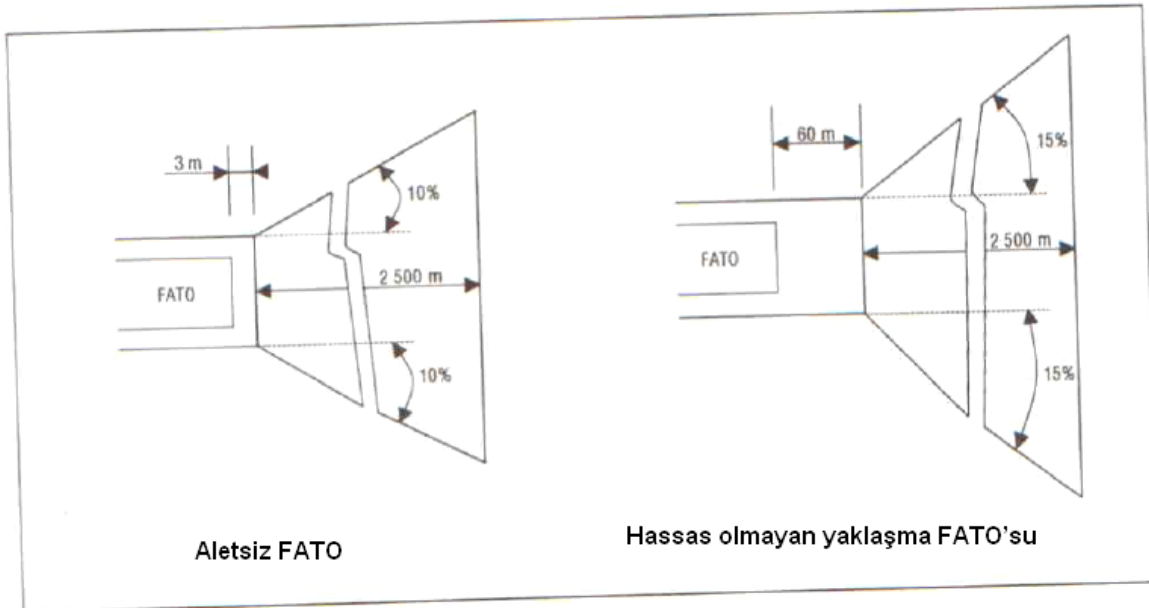 3 m
10%
FATO
2 500 m
10%
Aletsiz FATO
60 m
15%
FATO
2 500 m
15%
Hassas olmayan yaklaşma FATO'su